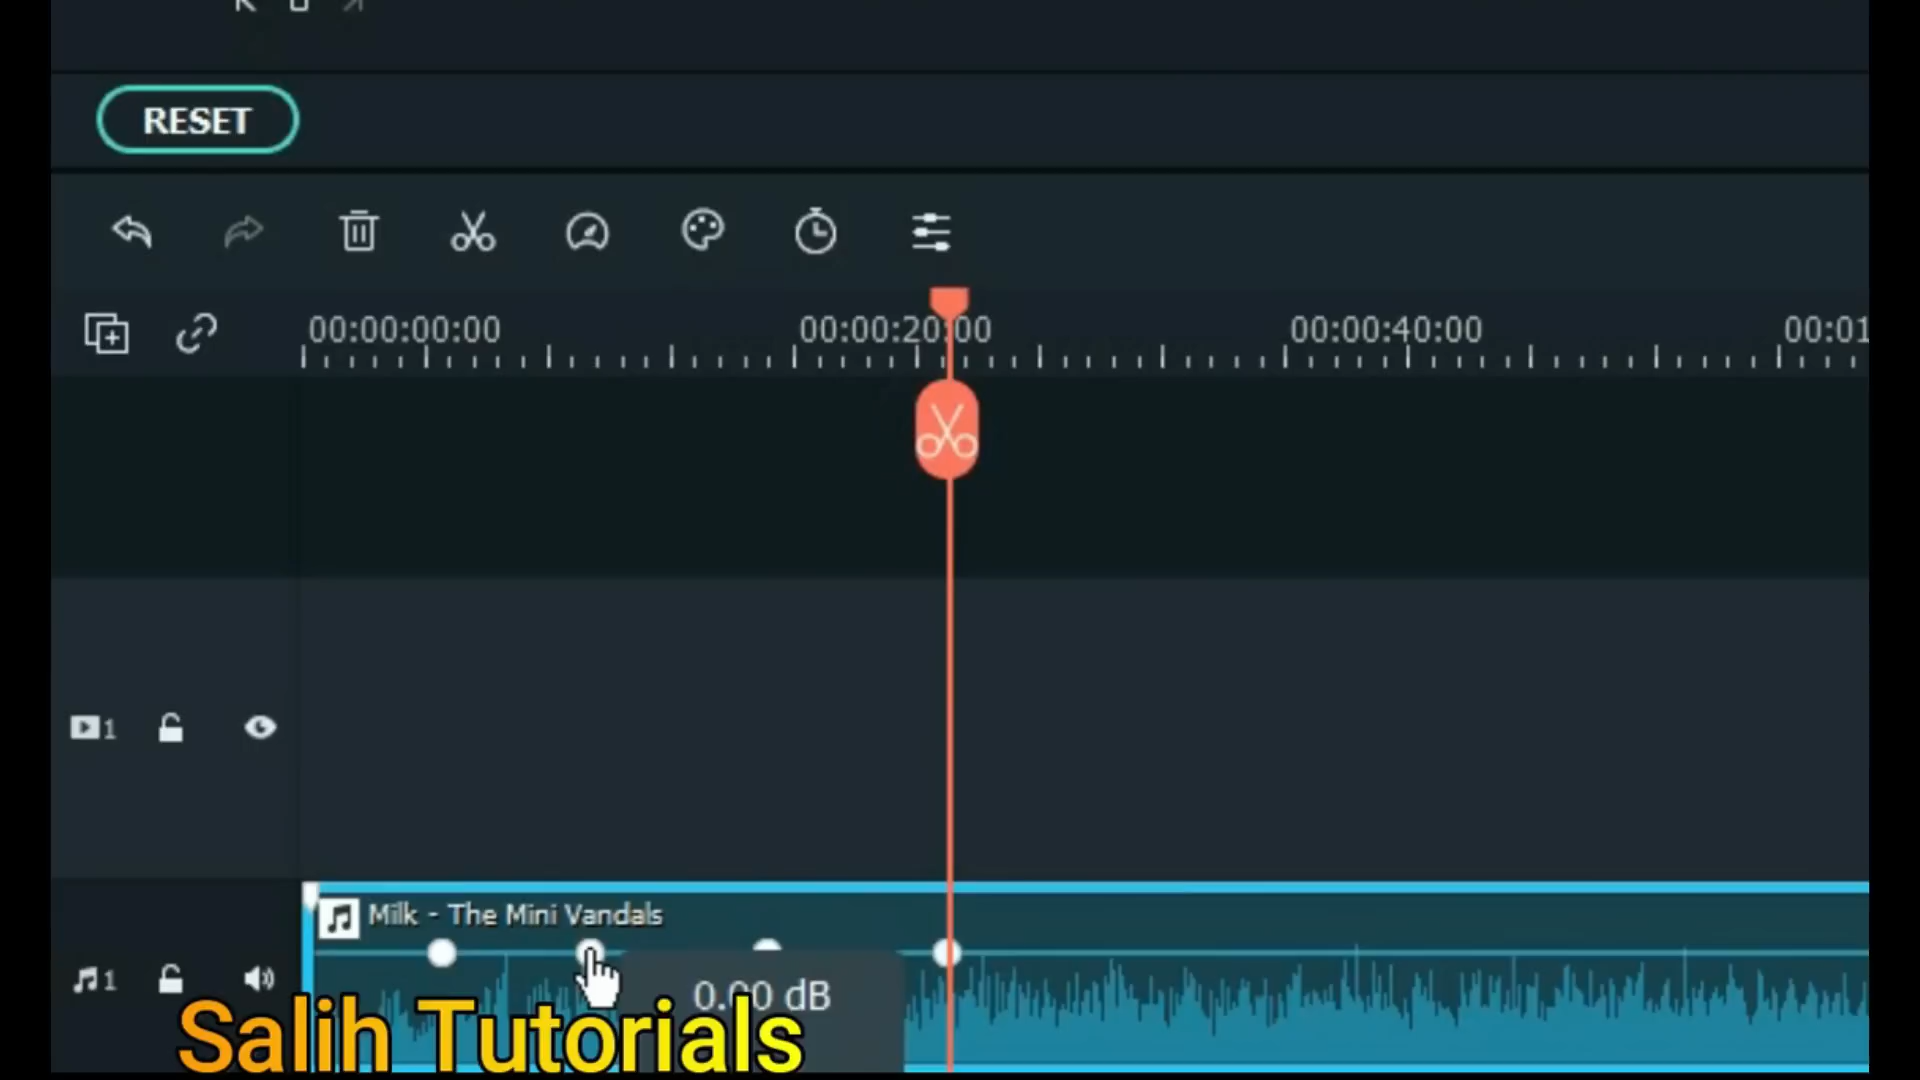 RESET
00:00:00:00 00:00:20:00 00:00:40:00 00:01
1
Milk - The Mini Vandals
1
0.00 dB
Salih Tutorials